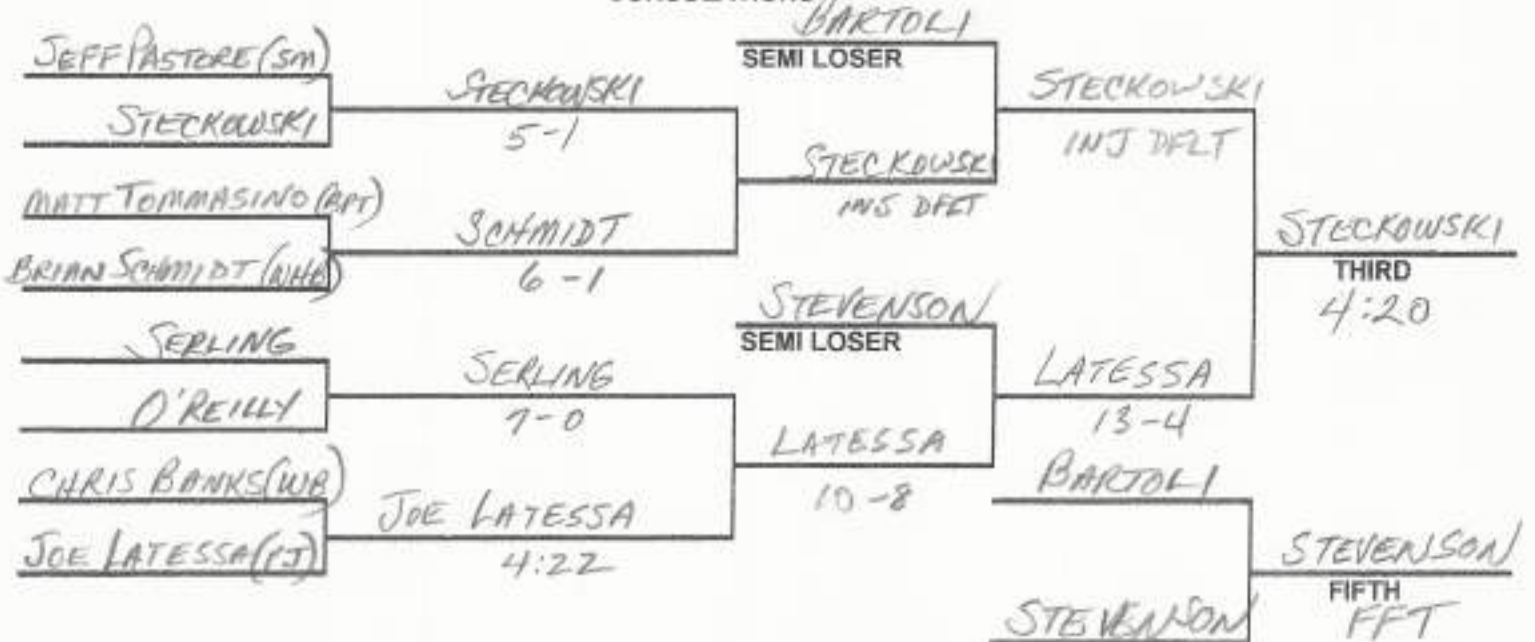 BARTOLI
SEMI LOSER
JEFF PASTORE (SM)
STECKOWSKI
STECKOWSKI
5-1
MATT TOMMASINO (BPT)
BRIAN SCHMIDT (WHB)
SCHMIDT
6-1
STECKOWSKI
INJ DFLT
STECKOWSKI
INJ DFLT
SERLING
O'REILLY
SERLING
7-0
CHRIS BANKS (WB)
JOE LATESSA (PJ)
JOE LATESSA
4:22
STEVENSON
SEMI LOSER
LATESSA
10-8
LATESSA
13-4
STECKOWSKI
THIRD
4:20
BARTOLI
STEVENSON
STEVENSON
FIFTH
FFT